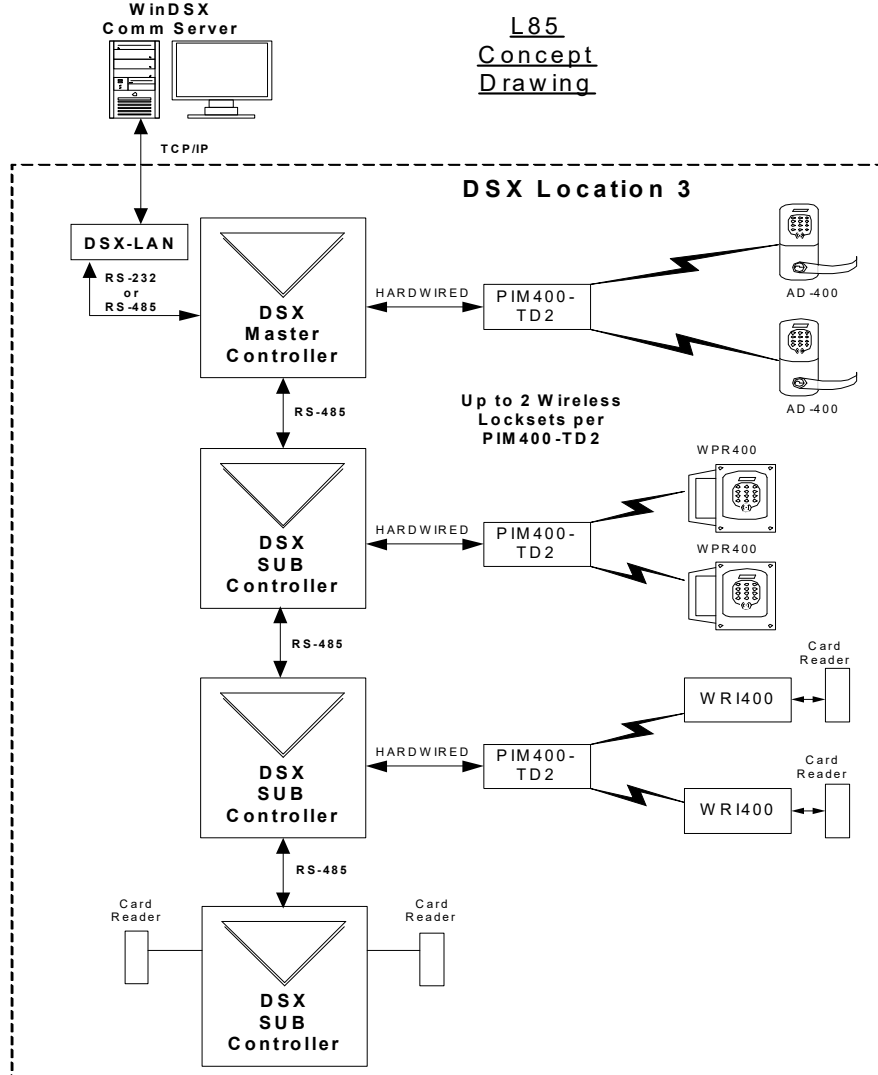 WinDSX
Comm Server
L85
Concept
Drawing
TCP/IP
DSX Location 3
DSX-LAN
RS-232
or
RS-485
DSX
Master
Controller
HARDWIRED
PIM400-
TD2
AD-400
AD-400
RS-485
Up to 2 Wireless
Locksets per
PIM400-TD2
WPR400
DSX
SUB
Controller
HARDWIRED
PIM400-
TD2
WPR400
RS-485
Card
Reader
WRI400
DSX
SUB
Controller
HARDWIRED
PIM400-
TD2
Card
Reader
WRI400
RS-485
Card
Reader
Card
Reader
DSX
SUB
Controller